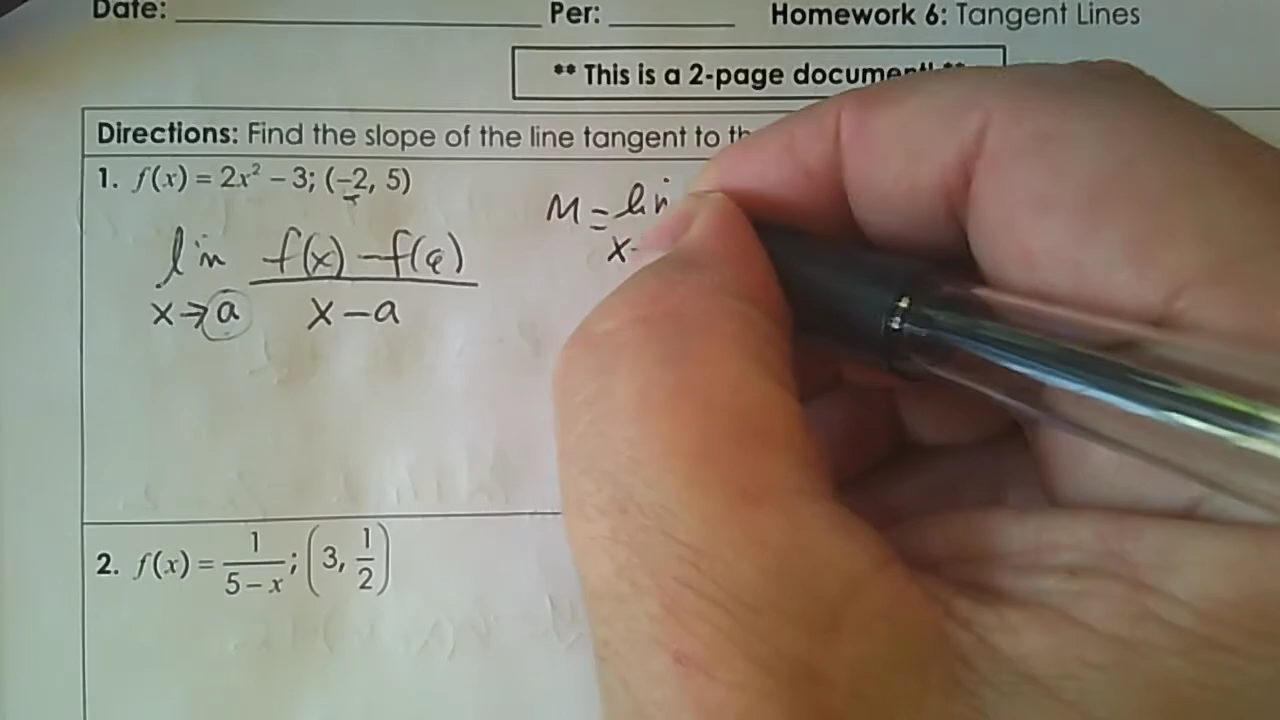 Date: Per: Homework 6: Tangent Lines
** This is a 2-page document! **
Directions: Find the slope of the line tangent to
1. f(x) = 2x² – 3; (–2, 5)
M = lim
x-
lim f(x) – f(a)
x→a x – a
2. f(x) = 1/(5 – x); (3, 1/2)